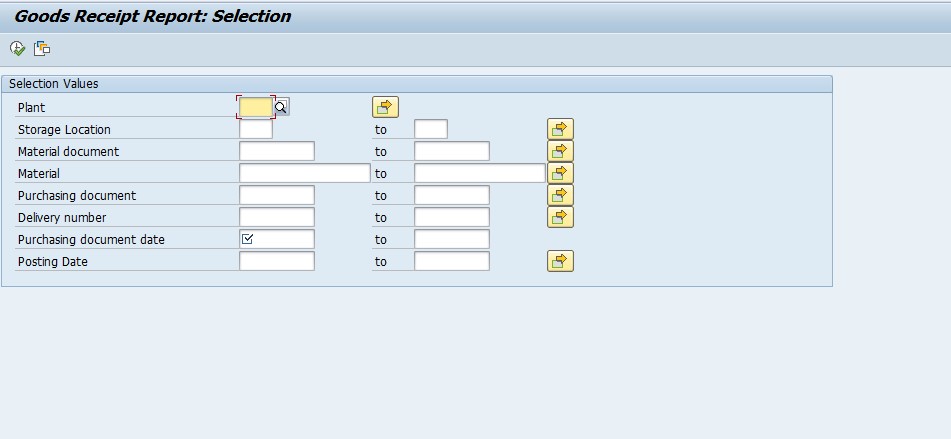 Goods Receipt Report: Selection
Selection Values
Plant
Storage Location to
Material document to
Material to
Purchasing document to
Delivery number to
Purchasing document date to
Posting Date to